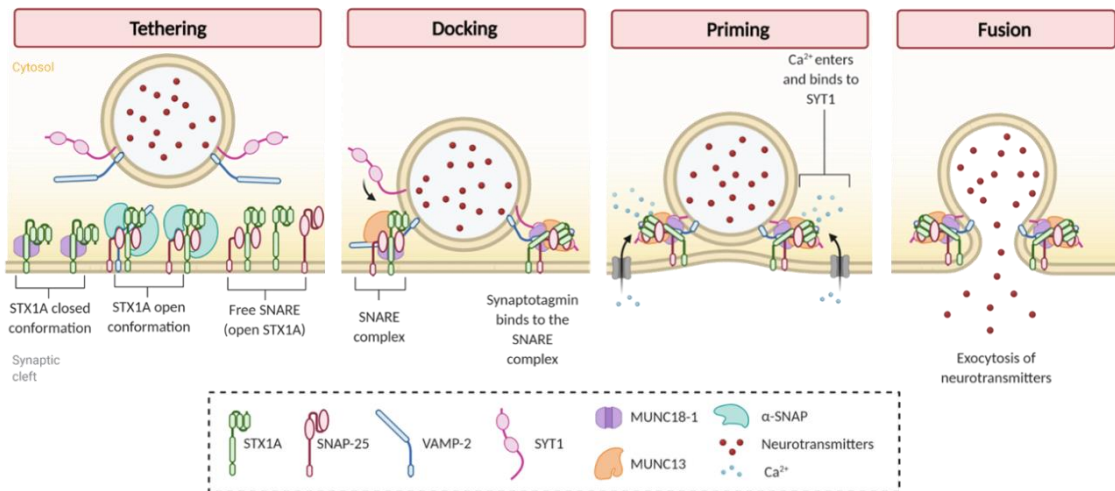 Tethering
Docking
Priming
Fusion
Cytosol
Ca²⁺ enters
and binds to
SYT1
STX1A closed
conformation
STX1A open
conformation
Free SNARE
(open STX1A)
SNARE
complex
Synaptotagmin
binds to the
SNARE
complex
Exocytosis of
neurotransmitters
Synaptic
cleft
STX1A
SNAP-25
VAMP-2
SYT1
MUNC18-1
MUNC13
α-SNAP
Neurotransmitters
Ca²⁺